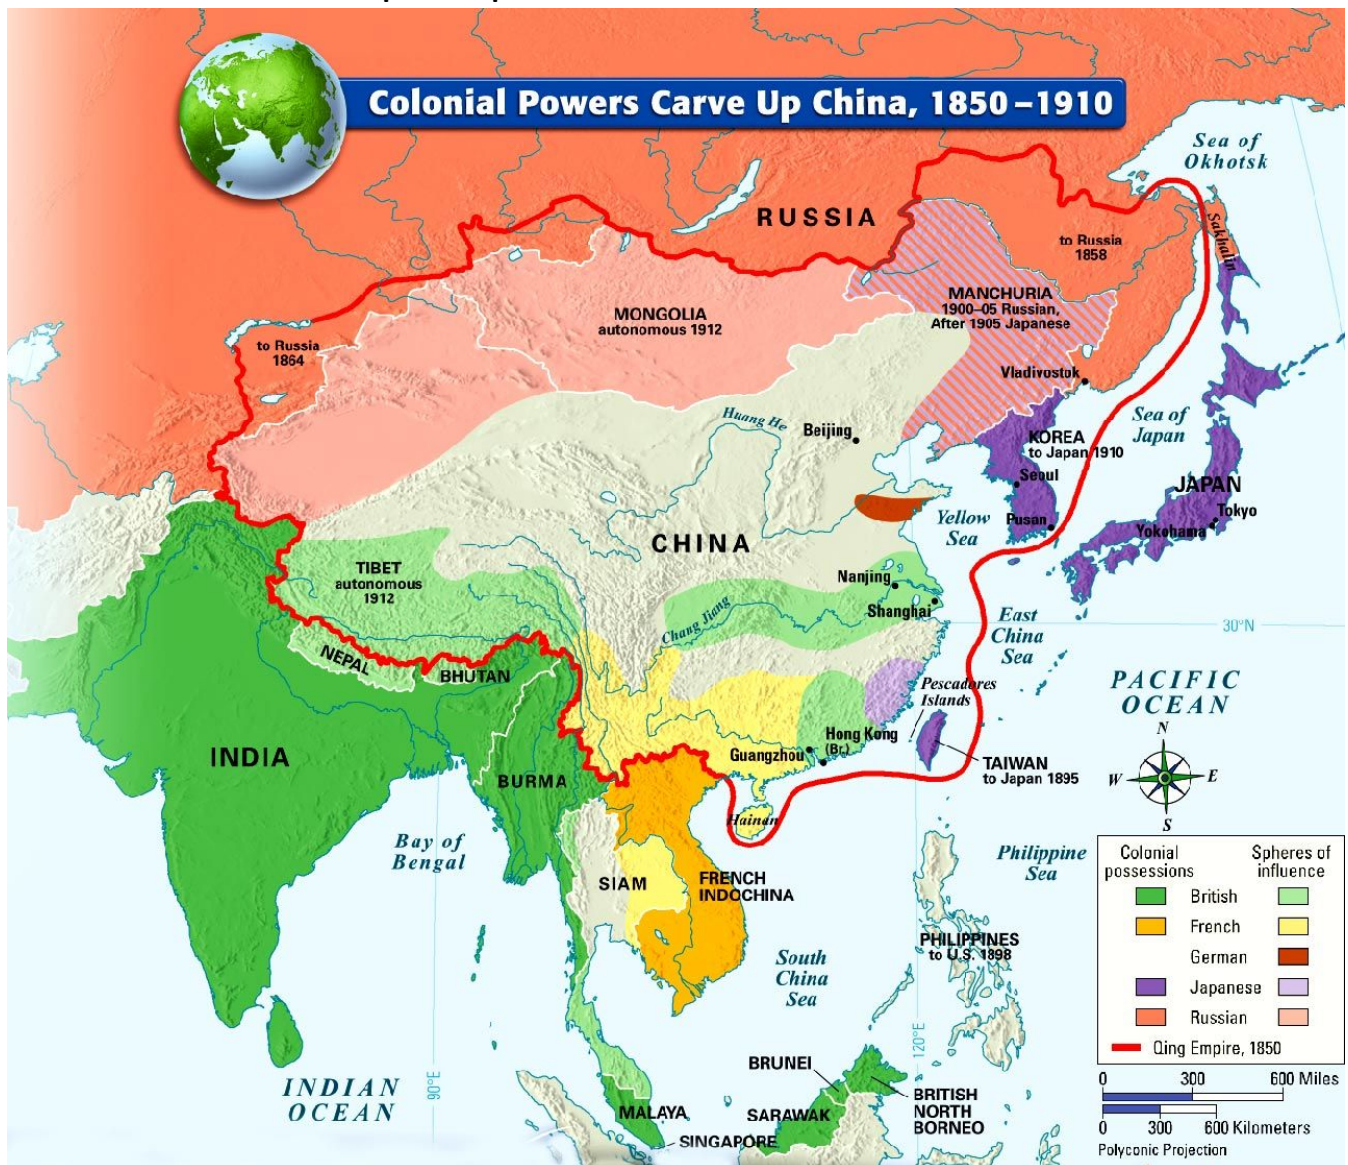 Colonial Powers Carve Up China, 1850–1910
Sea of
Okhotsk
RUSSIA
to Russia
1858
Sakhalin
MONGOLIA
autonomous 1912
MANCHURIA
1900–05 Russian,
After 1905 Japanese
to Russia
1864
Vladivostok
Huang He
Beijing
Sea of
Japan
KOREA
to Japan 1910
Seoul
JAPAN
Tokyo
Yokohama
Pusan
Yellow
Sea
CHINA
TIBET
autonomous
1912
Nanjing
Shanghai
Chang Jiang
East
China
Sea
30°N
NEPAL
BHUTAN
Pescadores
Islands
PACIFIC
OCEAN
N
W
E
S
INDIA
Hong Kong
(Br.)
Guangzhou
TAIWAN
to Japan 1895
BURMA
Hainan
Bay of
Bengal
Philippine
Sea
SIAM
FRENCH
INDOCHINA
PHILIPPINES
to U.S. 1898
South
China
Sea
Colonial
possessions
Spheres of
influence
British
French
German
Japanese
Russian
Qing Empire, 1850
120°E
90°E
INDIAN
OCEAN
BRUNEI
MALAYA
SARAWAK
BRITISH
NORTH
BORNEO
SINGAPORE
0 300 600 Miles
0 300 600 Kilometers
Polyconic Projection